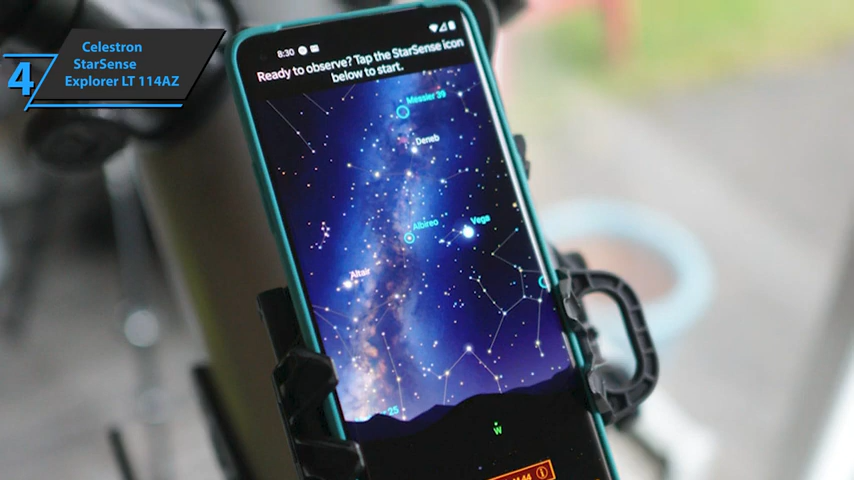 4
Celestron
StarSense
Explorer LT 114AZ
8:30
Ready to observe? Tap the StarSense icon
below to start.
Messier 39
Deneb
Albireo
Vega
Altair
25
W